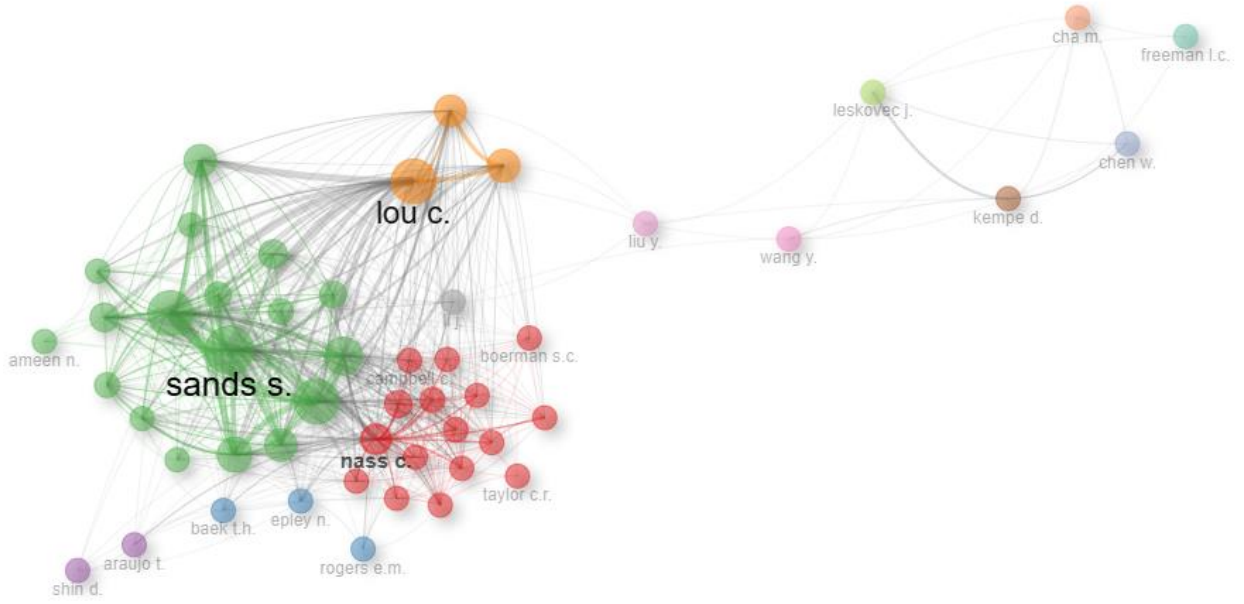 cha m.
freeman l.c.
leskovec j.
chen w.
lou c.
kempe d.
liu y.
wang y.
li j.
boerman s.c.
ameen n.
campbell c.
sands s.
nass c.
taylor c.r.
epley n.
baek t.h.
araujo t.
rogers e.m.
shin d.